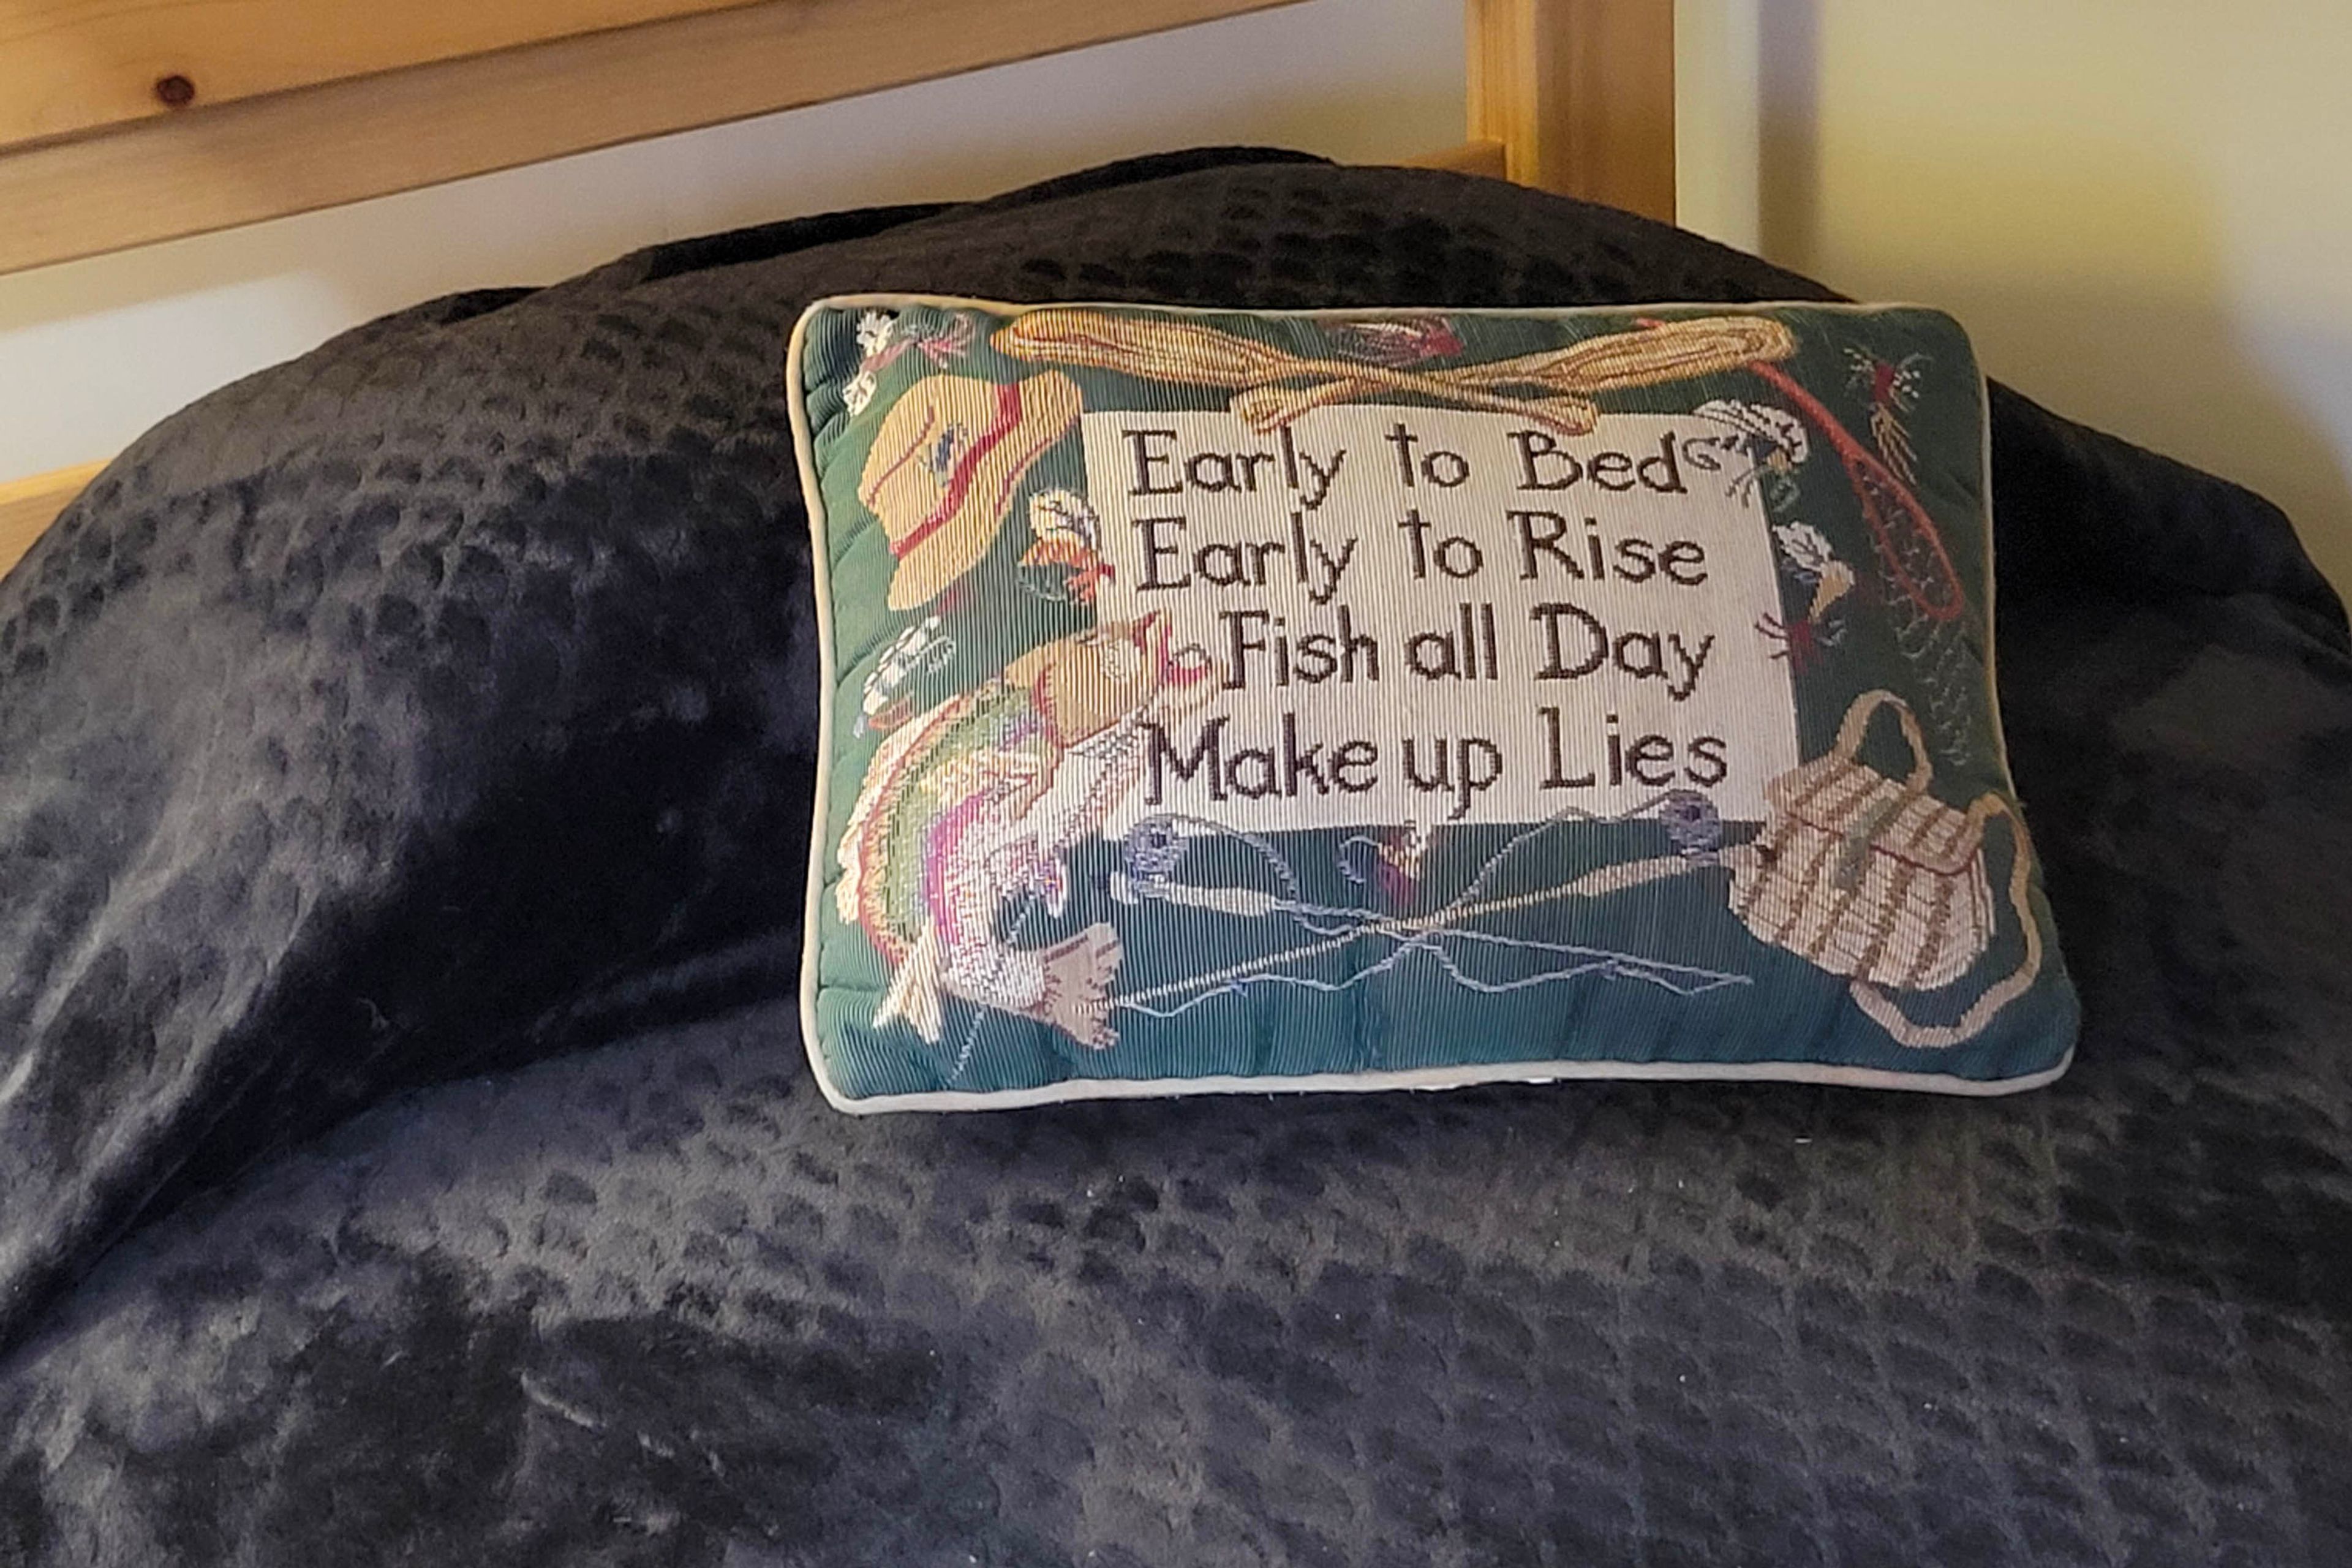 Early to Bed
Early to Rise
Fish all Day
Make up Lies